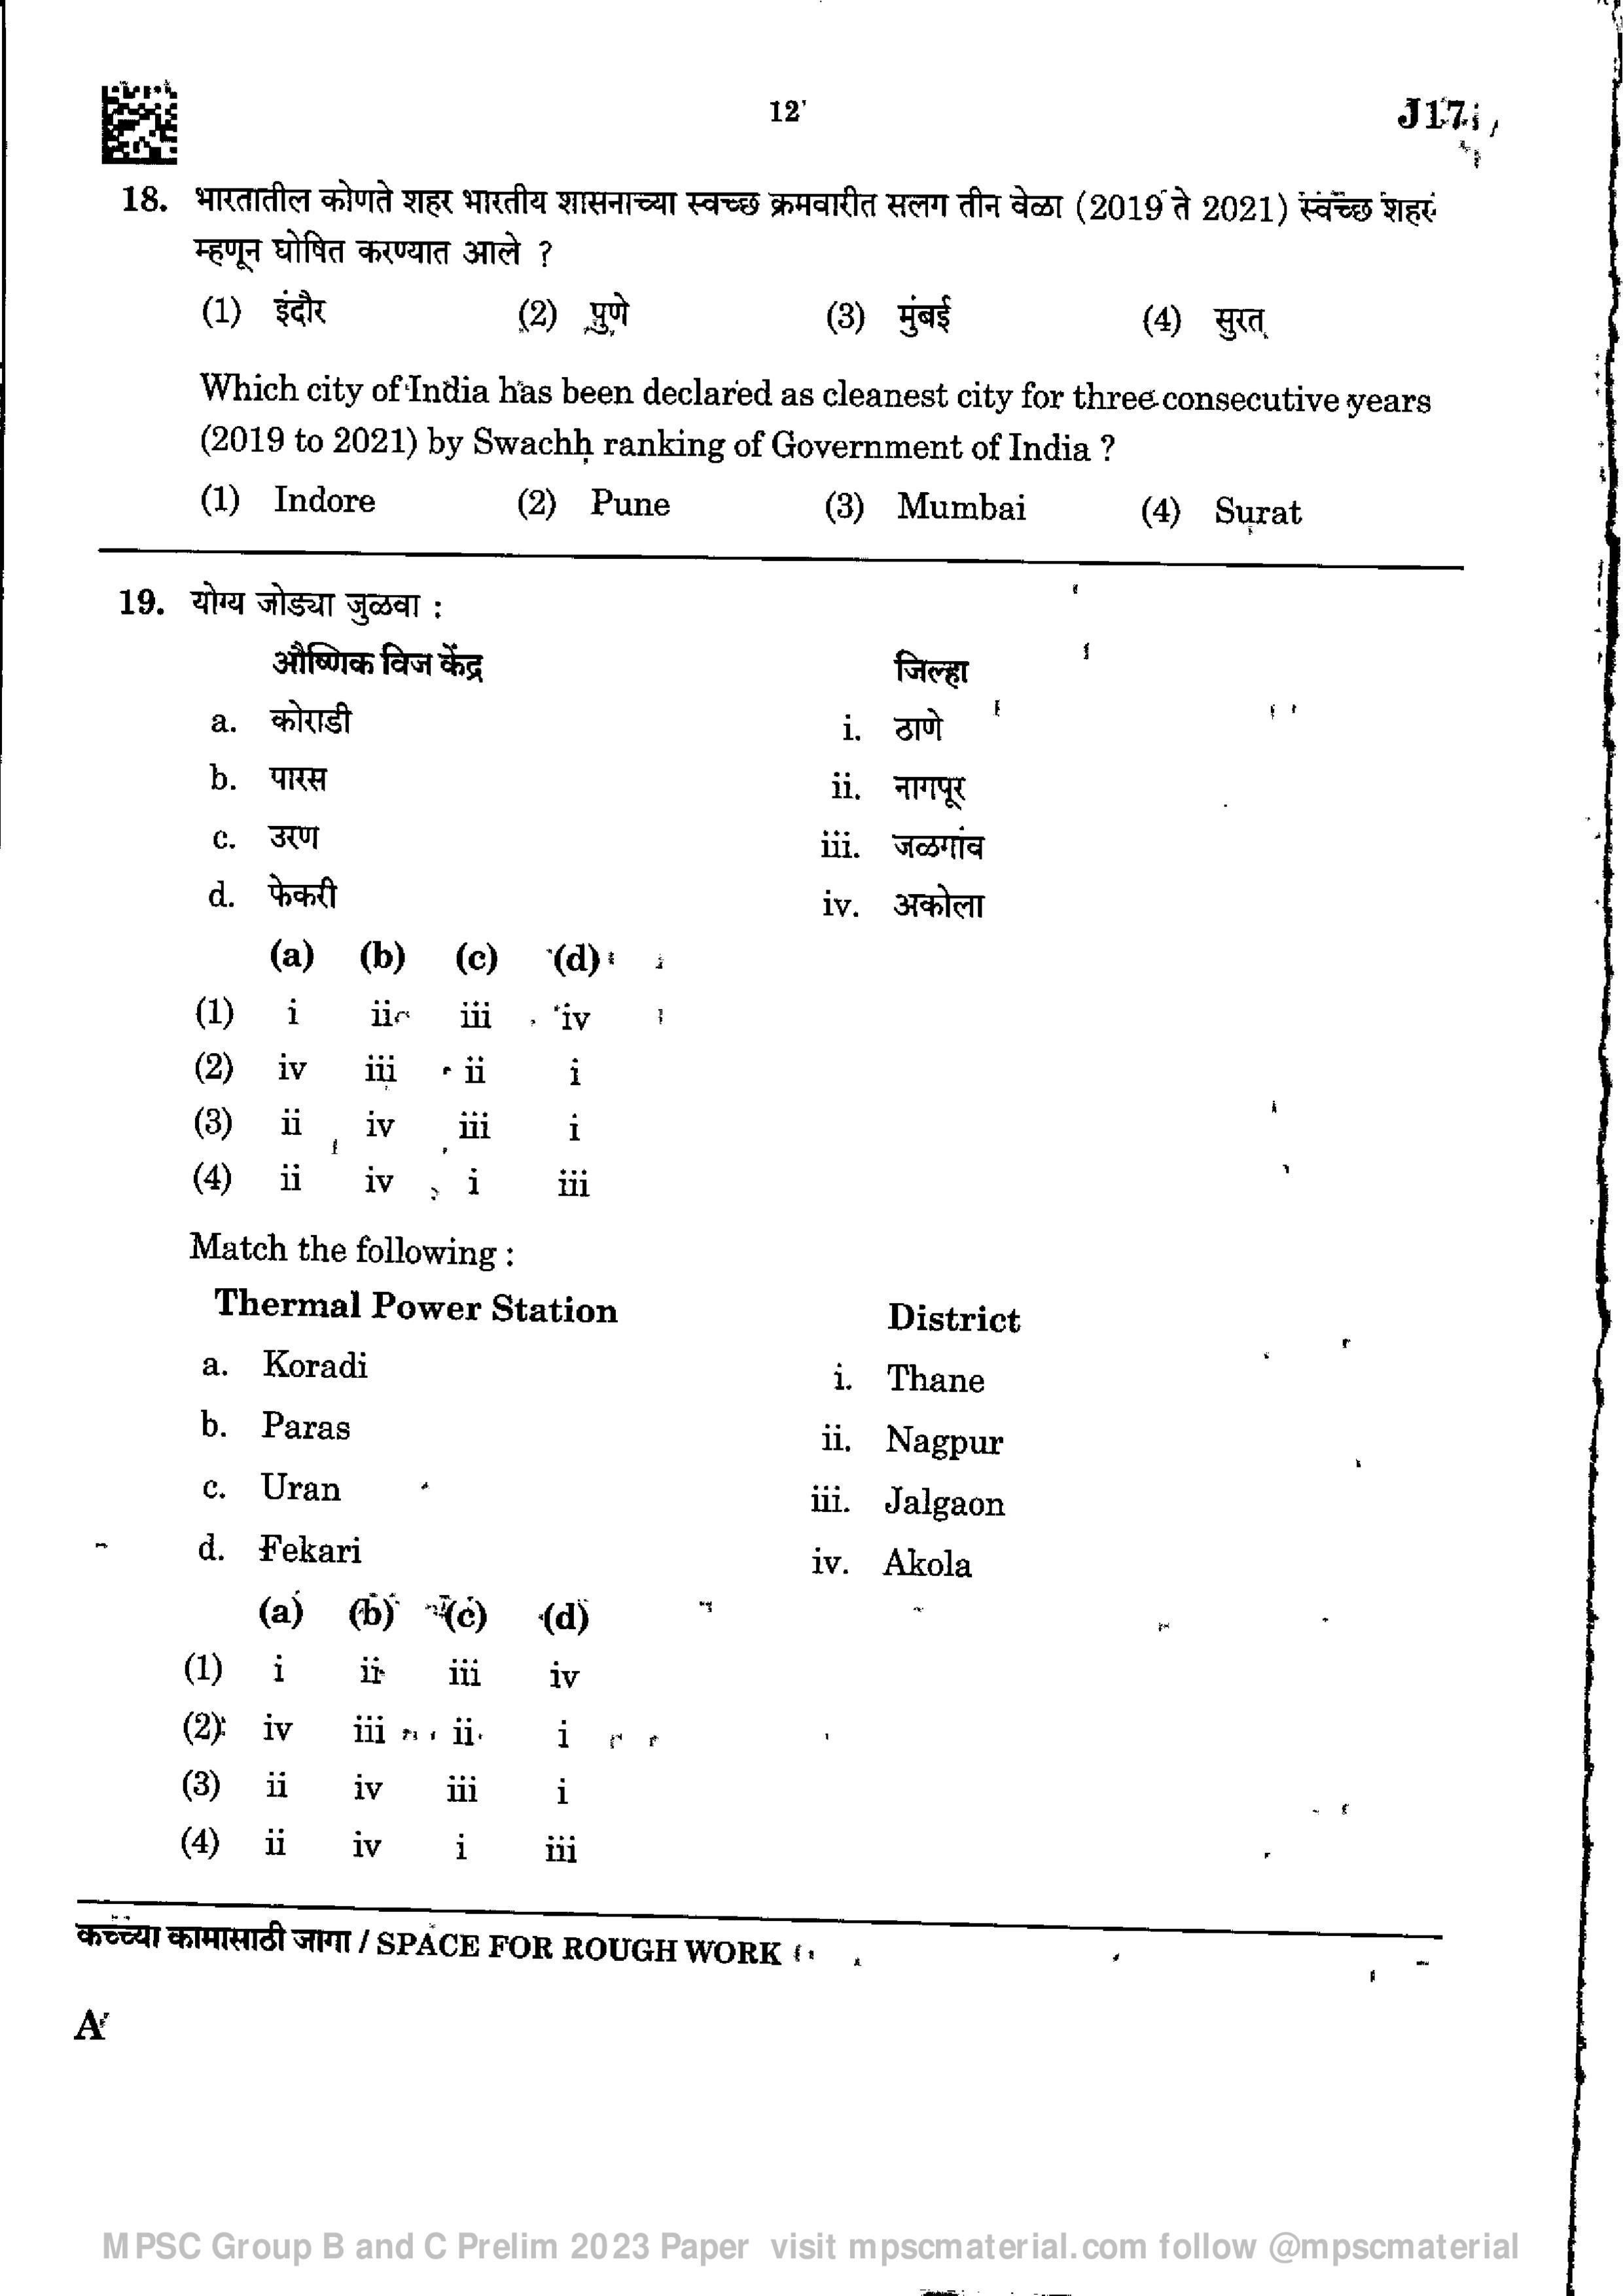 12
J17
18. भारतातील कोणते शहर भारतीय शासनाच्या स्वच्छ क्रमवारीत सलग तीन वेळा (2019 ते 2021) स्वच्छ शहर
म्हणून घोषित करण्यात आले ?
(1) इंदौर (2) पुणे (3) मुंबई (4) सुरत
Which city of India has been declared as cleanest city for three consecutive years
(2019 to 2021) by Swachh ranking of Government of India ?
(1) Indore (2) Pune (3) Mumbai (4) Surat
19. योग्य जोड्या जुळवा :
औष्णिक विज केंद्र जिल्हा
a. कोराडी i. ठाणे
b. पारस ii. नागपूर
c. उरण iii. जळगांव
d. फेकरी iv. अकोला
(a) (b) (c) (d)
(1) i ii iii iv
(2) iv iii ii i
(3) ii iv iii i
(4) ii iv i iii
Match the following :
Thermal Power Station District
a. Koradi i. Thane
b. Paras ii. Nagpur
c. Uran iii. Jalgaon
d. Fekari iv. Akola
(a) (b) (c) (d)
(1) i ii iii iv
(2) iv iii ii i
(3) ii iv iii i
(4) ii iv i iii
कच्च्या कामासाठी जागा / SPACE FOR ROUGH WORK
A
MPSC Group B and C Prelim 2023 Paper visit mpscmaterial.com follow @mpscmaterial